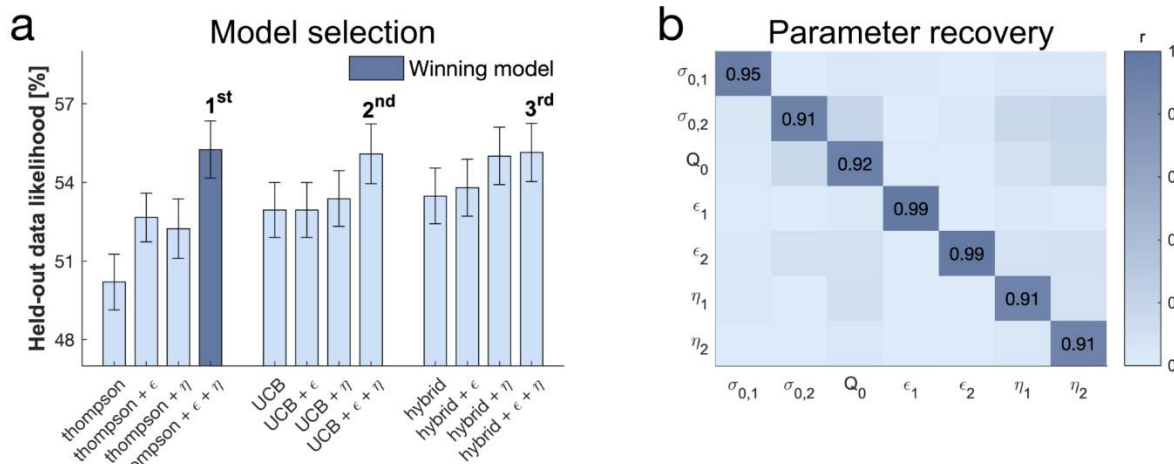 a
Model selection
Winning model
Held-out data likelihood [%]
57
54
51
48
1st
2nd
3rd
thompson
thompson + ϵ
thompson + η
UCB
UCB + ϵ
UCB + η
UCB + ϵ + η
hybrid
hybrid + ϵ
hybrid + η
hybrid + ϵ + η
b
Parameter recovery
r
σ0,1
σ0,2
Q0
ϵ1
ϵ2
η1
η2
0.95
0.91
0.92
0.99
0.99
0.91
0.91
σ0,1 σ0,2 Q0 ϵ1 ϵ2 η1 η2
1